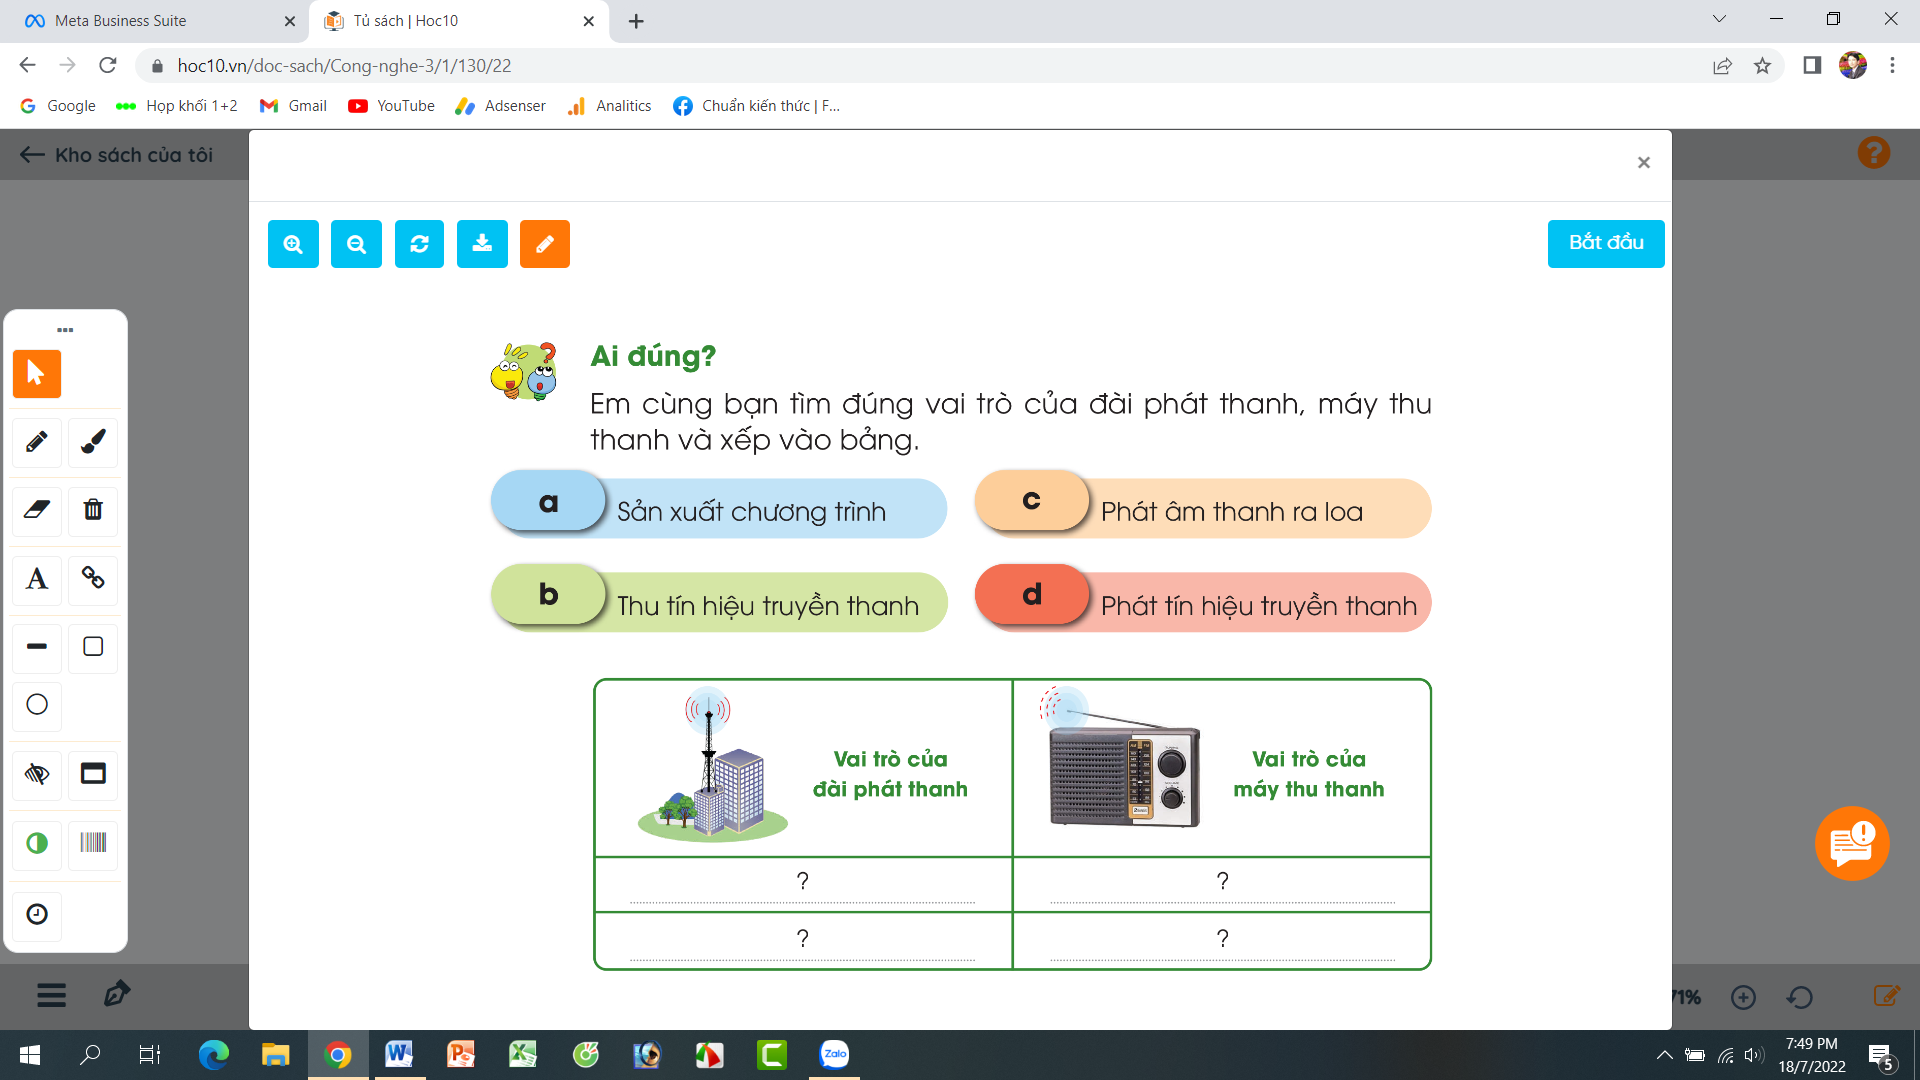 Meta Business Suite
Tủ sách | Hoc10
hoc10.vn/doc-sach/Cong-nghe-3/1/130/22
Google
Họp khối 1+2
Gmail
YouTube
Adsenser
Analitics
Chuẩn kiến thức | F...
Kho sách của tôi
?
Bắt đầu
Ai đúng?
Em cùng bạn tìm đúng vai trò của đài phát thanh, máy thu
thanh và xếp vào bảng.
a Sản xuất chương trình
c Phát âm thanh ra loa
b Thu tín hiệu truyền thanh
d Phát tín hiệu truyền thanh
Vai trò của
đài phát thanh
Vai trò của
máy thu thanh
? ?
? ?
71%
Zalo
7:49 PM
18/7/2022
5